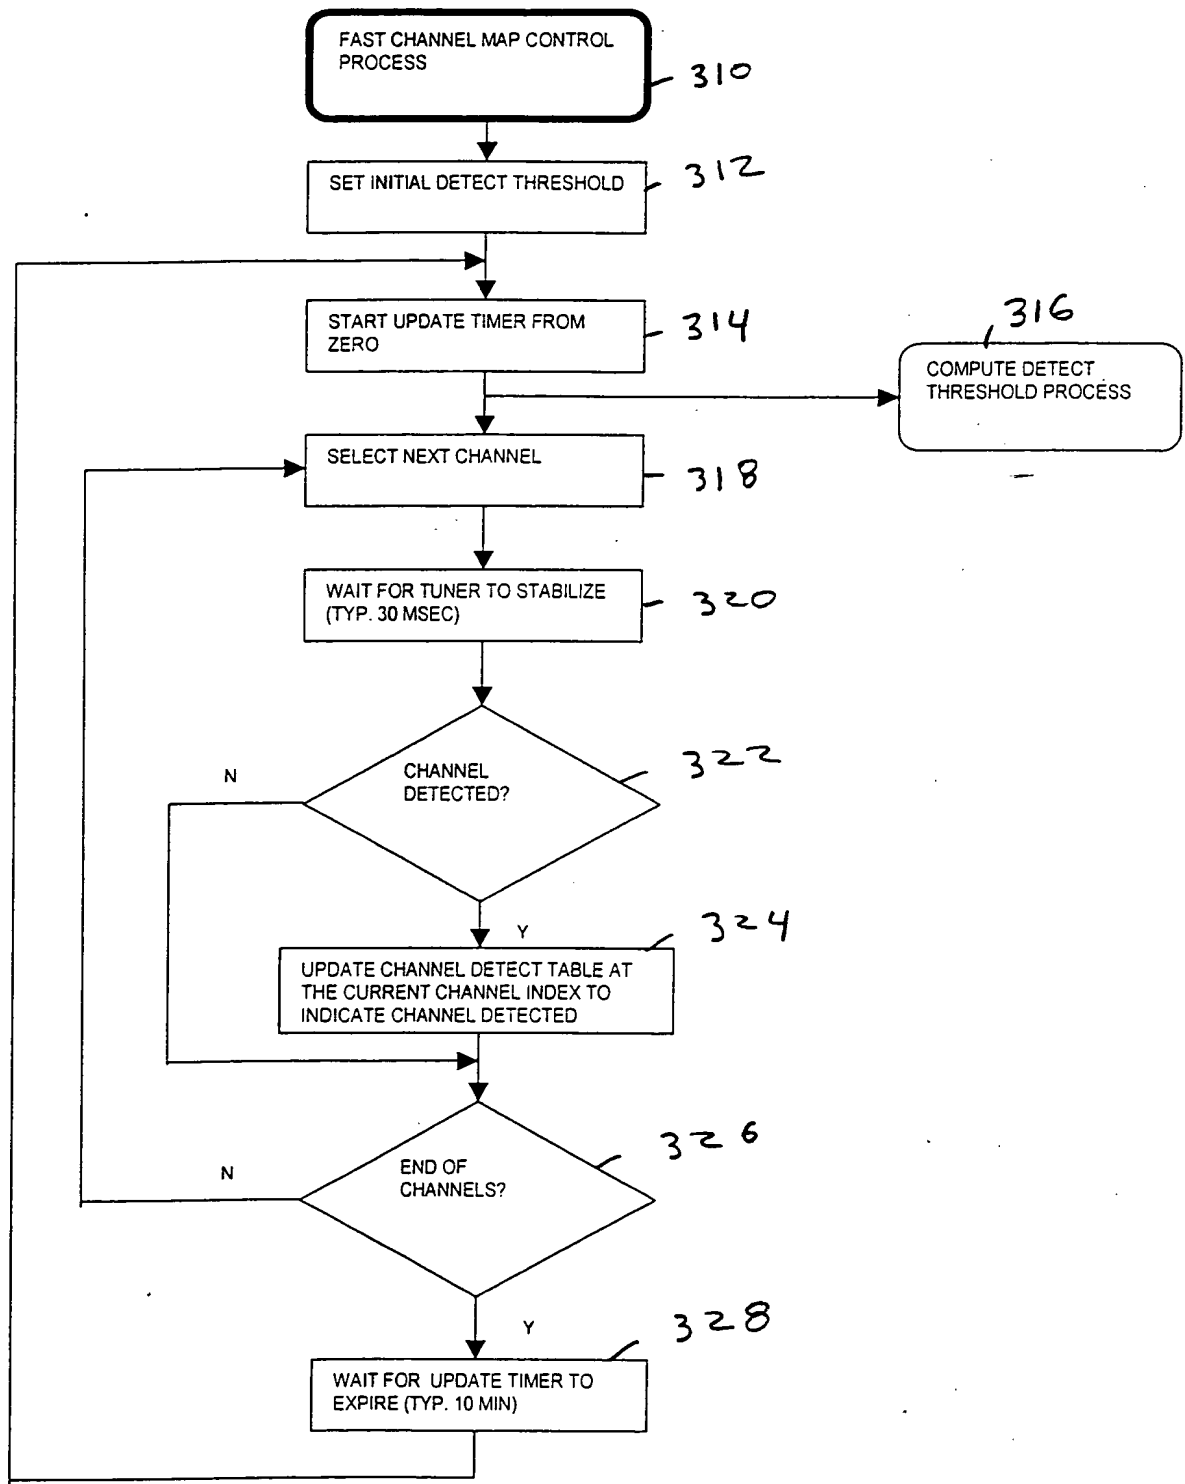 FAST CHANNEL MAP CONTROL
PROCESS
310
SET INITIAL DETECT THRESHOLD
312
START UPDATE TIMER FROM
ZERO
314
316
COMPUTE DETECT
THRESHOLD PROCESS
SELECT NEXT CHANNEL
318
WAIT FOR TUNER TO STABILIZE
(TYP. 30 MSEC)
320
N
CHANNEL
DETECTED?
322
Y
324
UPDATE CHANNEL DETECT TABLE AT
THE CURRENT CHANNEL INDEX TO
INDICATE CHANNEL DETECTED
N
END OF
CHANNELS?
326
Y
328
WAIT FOR UPDATE TIMER TO
EXPIRE (TYP. 10 MIN)